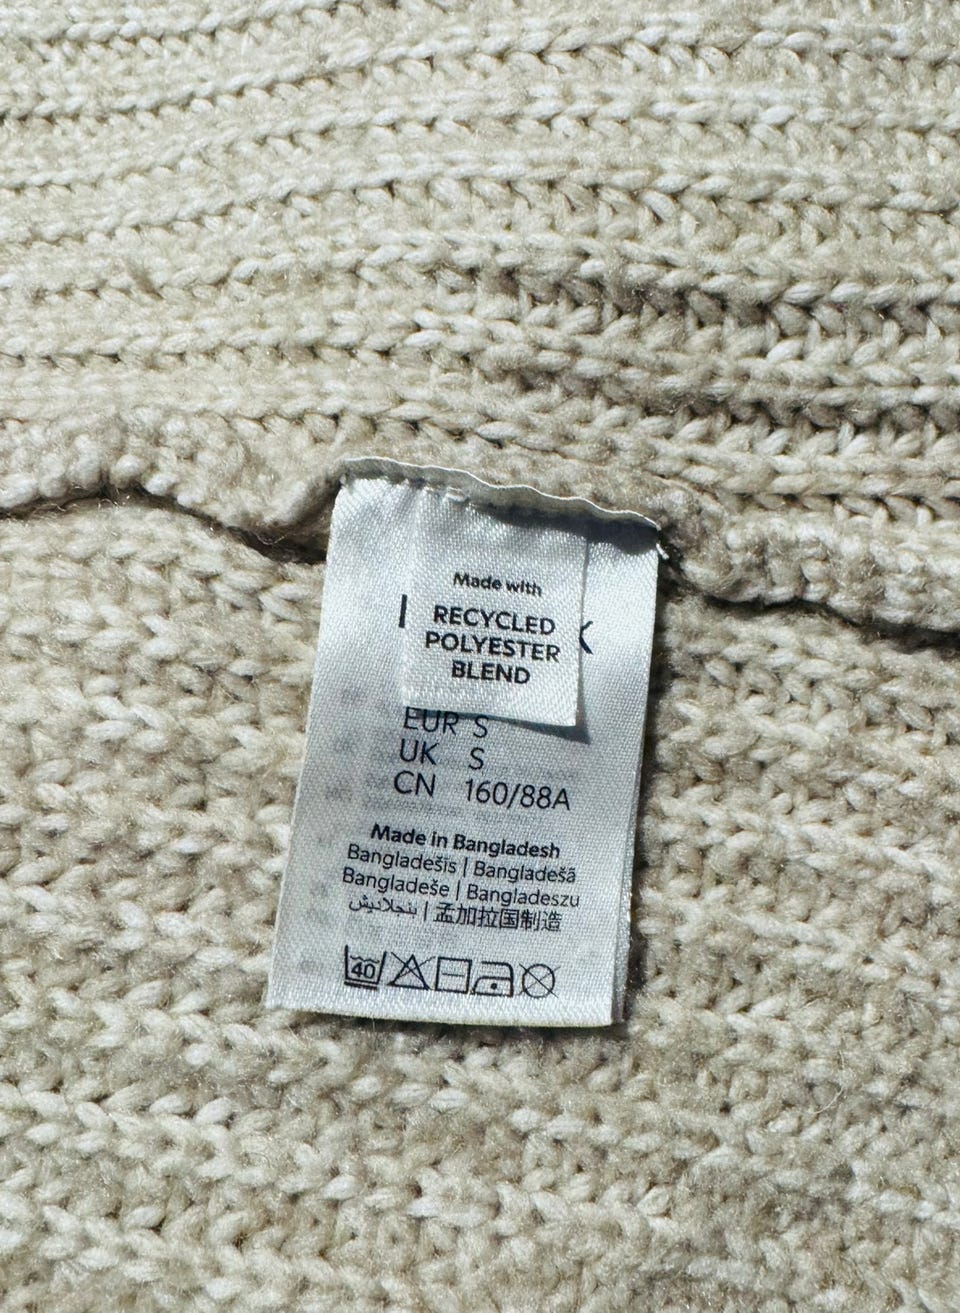 Made with
RECYCLED
POLYESTER
BLEND
EUR S
UK S
CN 160/88A
Made in Bangladesh
Bangladešis | Bangladešā
Bangladeše | Bangladeszu
بنجلاديش | 孟加拉国制造
40